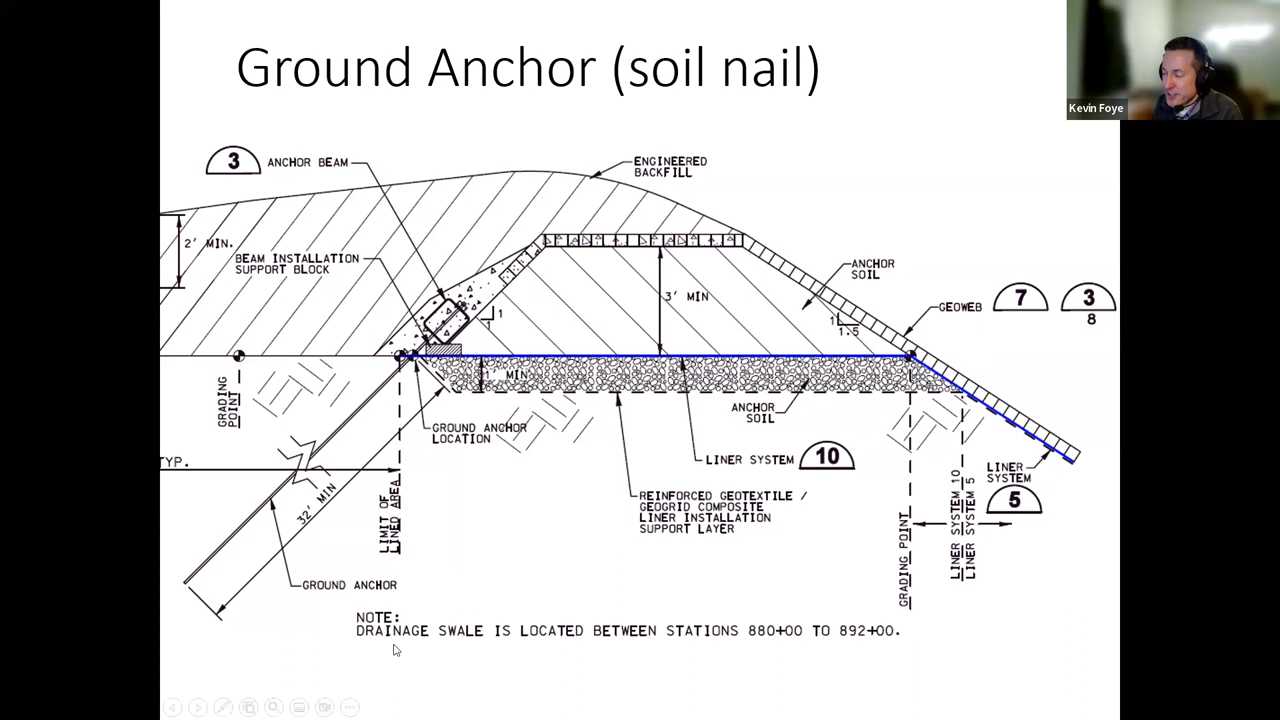 Ground Anchor (soil nail)
Kevin Foye
3
ANCHOR BEAM
ENGINEERED
BACKFILL
2' MIN.
BEAM INSTALLATION
SUPPORT BLOCK
ANCHOR
SOIL
3' MIN
1
1
1
1.5
GEOWEB
7
3
8
1' MIN
GRADING
POINT
GROUND ANCHOR
LOCATION
ANCHOR
SOIL
LINER SYSTEM
10
TYP.
LINER
SYSTEM
5
32' MIN
LIMIT OF
LINED AREA
REINFORCED GEOTEXTILE /
GEOGRID COMPOSITE
LINER INSTALLATION
SUPPORT LAYER
GRADING POINT
LINER SYSTEM 10
LINER SYSTEM 5
GROUND ANCHOR
NOTE:
DRAINAGE SWALE IS LOCATED BETWEEN STATIONS 880+00 TO 892+00.